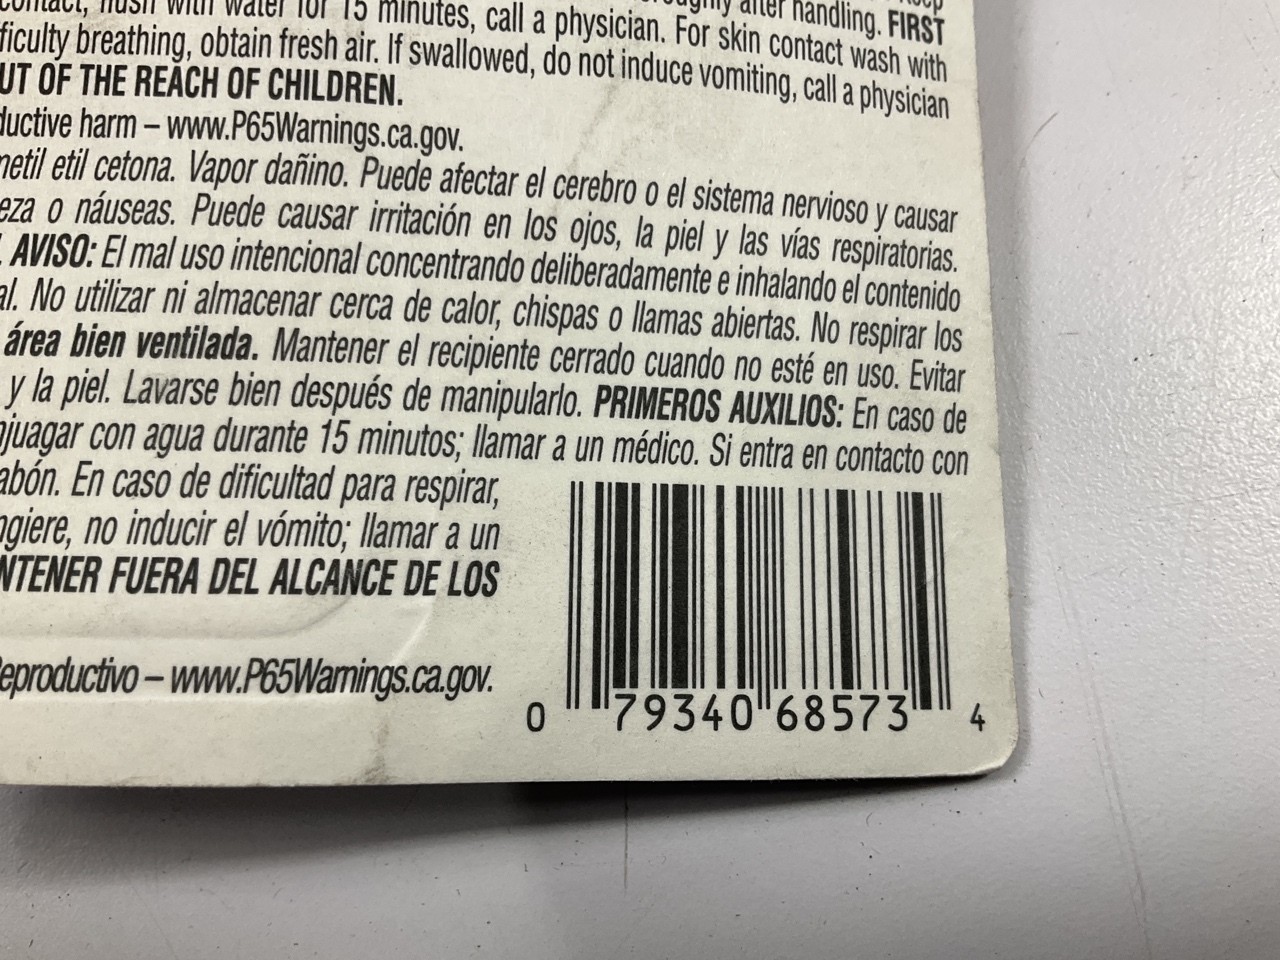 contact, flush with water for 15 minutes, call a physician. For skin contact wash with
after handling. FIRST
ficulty breathing, obtain fresh air. If swallowed, do not induce vomiting, call a physician
UT OF THE REACH OF CHILDREN.
ductive harm – www.P65Warnings.ca.gov.
metil etil cetona. Vapor dañino. Puede afectar el cerebro o el sistema nervioso y causar
eza o náuseas. Puede causar irritación en los ojos, la piel y las vías respiratorias.
. AVISO: El mal uso intencional concentrando deliberadamente e inhalando el contenido
al. No utilizar ni almacenar cerca de calor, chispas o llamas abiertas. No respirar los
área bien ventilada. Mantener el recipiente cerrado cuando no esté en uso. Evitar
y la piel. Lavarse bien después de manipularlo. PRIMEROS AUXILIOS: En caso de
njuagar con agua durante 15 minutos; llamar a un médico. Si entra en contacto con
abón. En caso de dificultad para respirar,
ngiere, no inducir el vómito; llamar a un
NTENER FUERA DEL ALCANCE DE LOS
Reproductivo – www.P65Warnings.ca.gov.
0 79340 68573 4